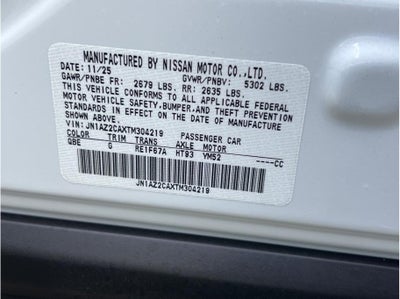 MANUFACTURED BY NISSAN MOTOR CO., LTD.
DATE: 11/25 GVWR/PNBV: 5302 LBS.
GAWR/PNBE FR: 2679 LBS. RR: 2635 LBS.
THIS VEHICLE CONFORMS TO ALL APPLICABLE FEDERAL
MOTOR VEHICLE SAFETY, BUMPER, AND THEFT PREVENTION
STANDARDS IN EFFECT ON THE DATE OF MANUFACTURE
SHOWN ABOVE.
VIN: JN1AZ2CAXTM304219 PASSENGER CAR
COLOR TRIM TRANS AXLE MOTOR
QBE G RE1F67A HT93 YM52 ----CC
JN1AZ2CAXTM304219